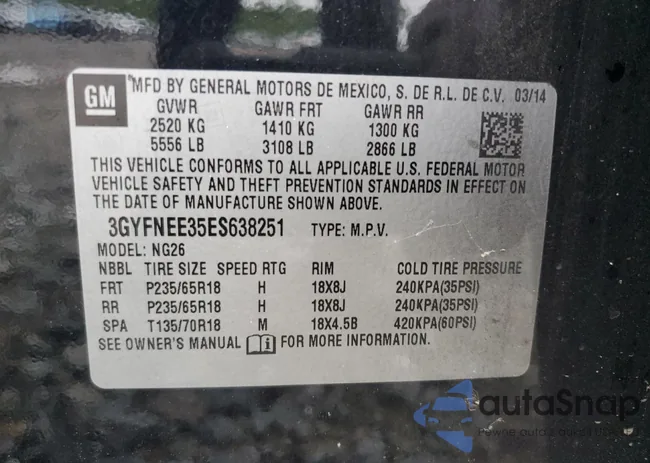 GM
MFD BY GENERAL MOTORS DE MEXICO, S. DE R.L. DE C.V. 03/14
GVWR GAWR FRT GAWR RR
2520 KG 1410 KG 1300 KG
5556 LB 3108 LB 2866 LB
THIS VEHICLE CONFORMS TO ALL APPLICABLE U.S. FEDERAL MOTOR
VEHICLE SAFETY AND THEFT PREVENTION STANDARDS IN EFFECT ON
THE DATE OF MANUFACTURE SHOWN ABOVE.
3GYFNEE35ES638251 TYPE: M.P.V.
MODEL: NG26
NBBL TIRE SIZE SPEED RTG RIM COLD TIRE PRESSURE
FRT P235/65R18 H 18X8J 240KPA(35PSI)
RR P235/65R18 H 18X8J 240KPA(35PSI)
SPA T135/70R18 M 18X4.5B 420KPA(60PSI)
SEE OWNER'S MANUAL FOR MORE INFORMATION.
autoSnap
Pewne auta z aukcji